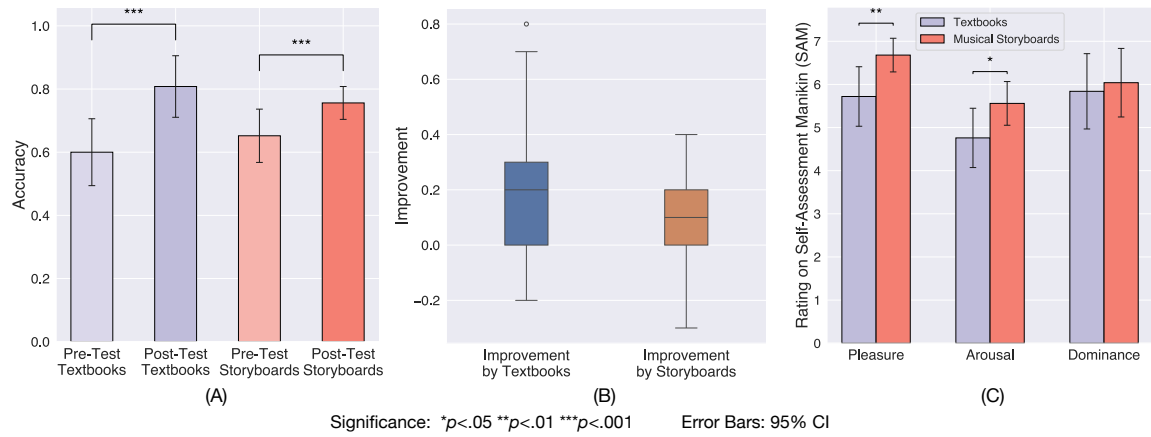 Accuracy
1.0
0.8
0.6
0.4
0.2
0.0
***
***
Pre-Test
Textbooks
Post-Test
Textbooks
Pre-Test
Storyboards
Post-Test
Storyboards
(A)
Improvement
0.8
0.6
0.4
0.2
0.0
−0.2
Improvement
by Textbooks
Improvement
by Storyboards
(B)
Rating on Self-Assessment Manikin (SAM)
7
6
5
4
3
2
1
0
**
*
Textbooks
Musical Storyboards
Pleasure
Arousal
Dominance
(C)
Significance: *p<.05 **p<.01 ***p<.001 Error Bars: 95% CI